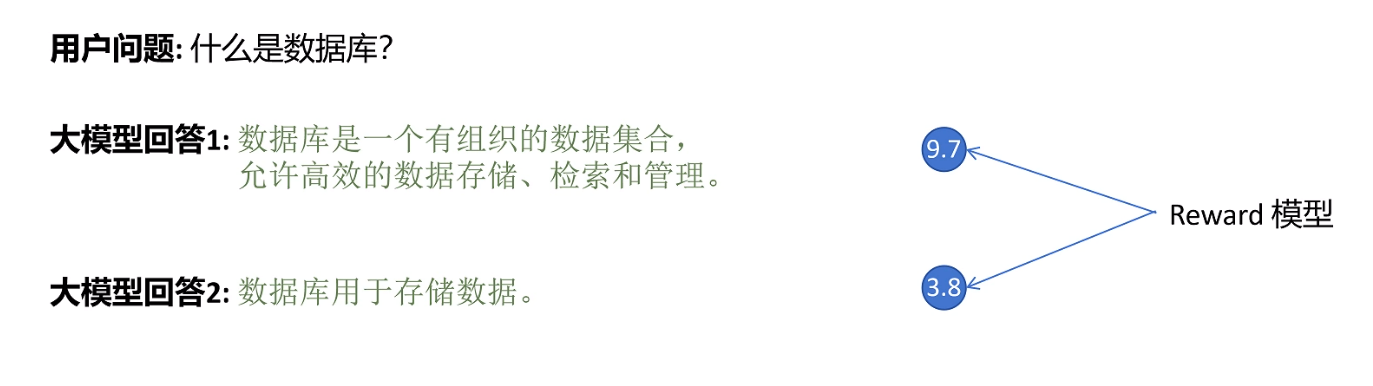 用户问题: 什么是数据库?
大模型回答1: 数据库是一个有组织的数据集合，
允许高效的数据存储、检索和管理。
9.7
Reward 模型
大模型回答2: 数据库用于存储数据。
3.8